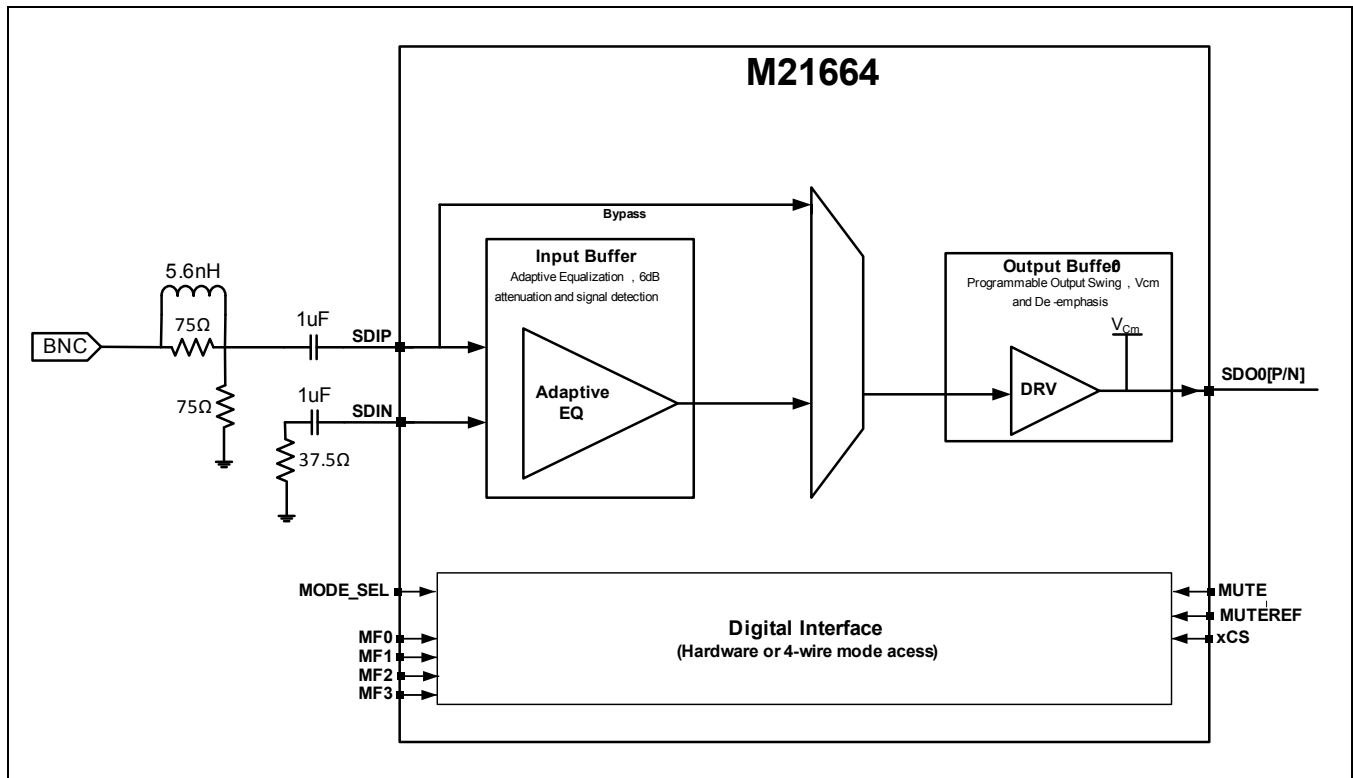 M21664
Bypass
Input Buffer
Adaptive Equalization , 6dB
attenuation and signal detection
Adaptive
EQ
Output Buffer0
Programmable Output Swing , Vcm
and De -emphasis
VCm
DRV
SDO0[P/N]
5.6nH
75Ω
1uF
SDIP
BNC
75Ω
1uF
SDIN
37.5Ω
MODE_SEL
MF0
MF1
MF2
MF3
Digital Interface
(Hardware or 4-wire mode acess)
MUTE
MUTEREF
xCS